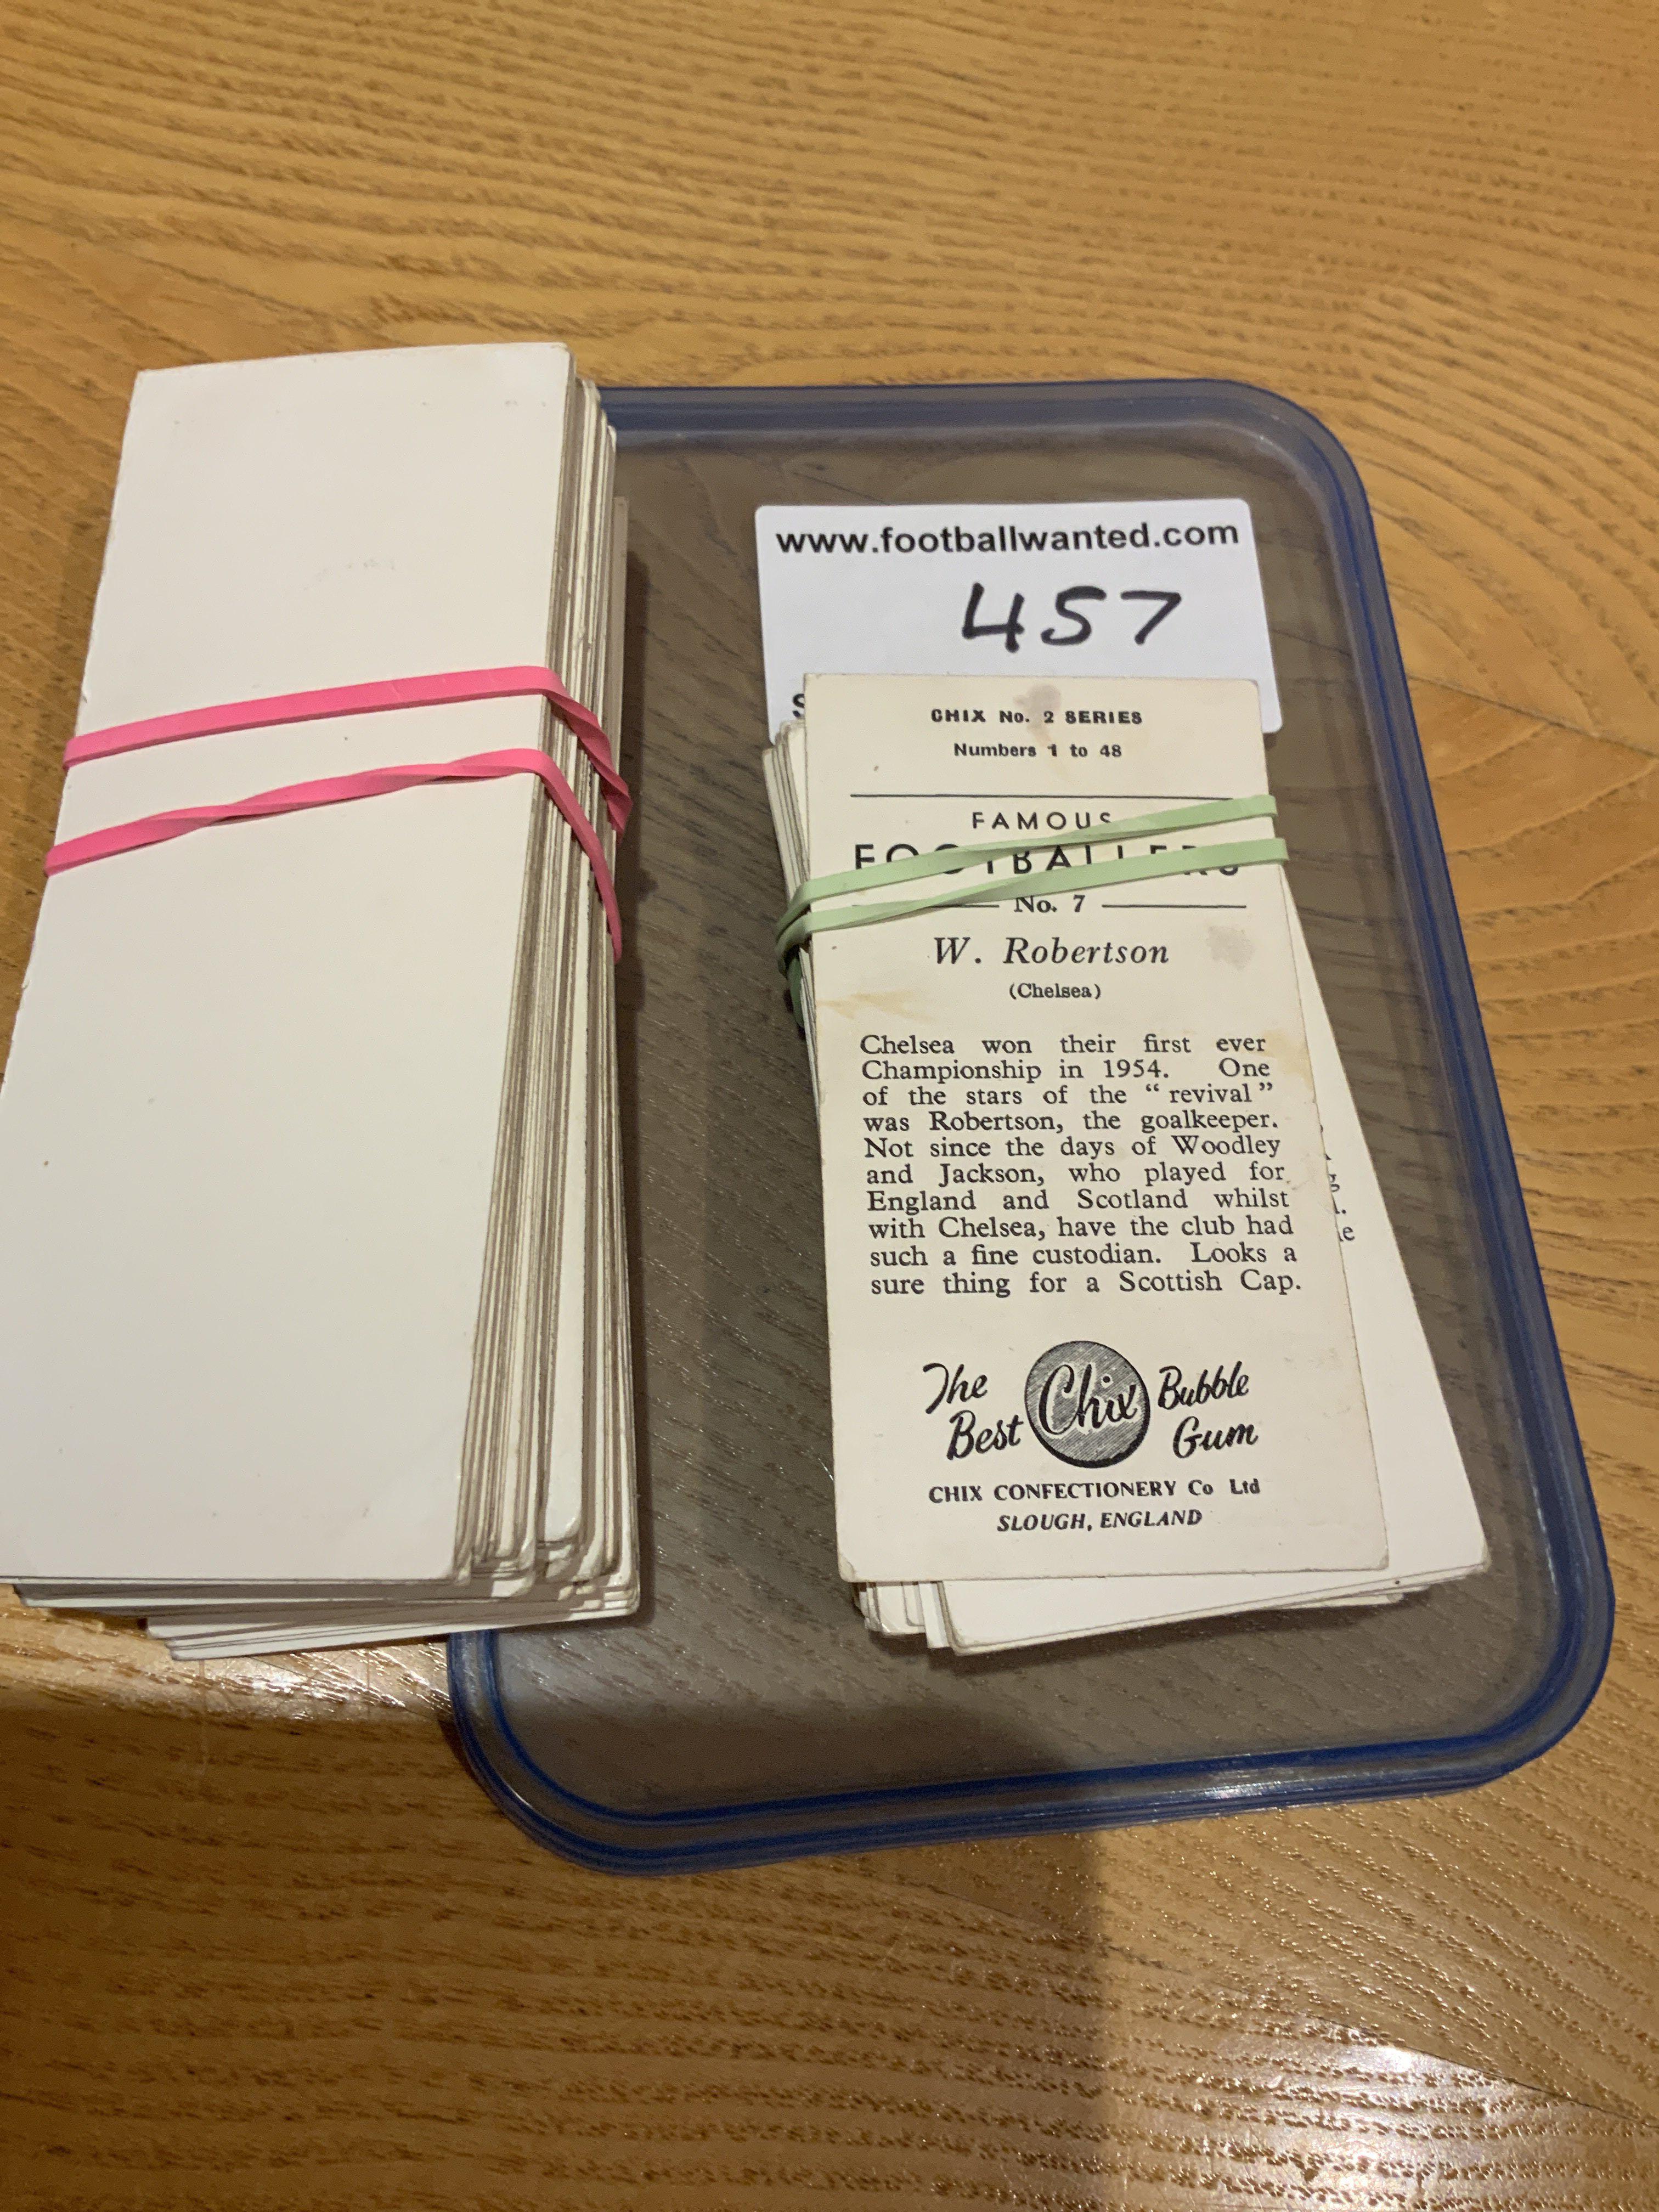 www.footballwanted.com
457
CHIX No. 2 SERIES
Numbers 1 to 48
FAMOUS
FOOTBALLERS
No. 7
W. Robertson
(Chelsea)
Chelsea won their first ever
Championship in 1954. One
of the stars of the "revival"
was Robertson, the goalkeeper.
Not since the days of Woodley
and Jackson, who played for
England and Scotland whilst
with Chelsea, have the club had
such a fine custodian. Looks a
sure thing for a Scottish Cap.
The Best Chix Bubble Gum
CHIX CONFECTIONERY Co Ltd
SLOUGH, ENGLAND